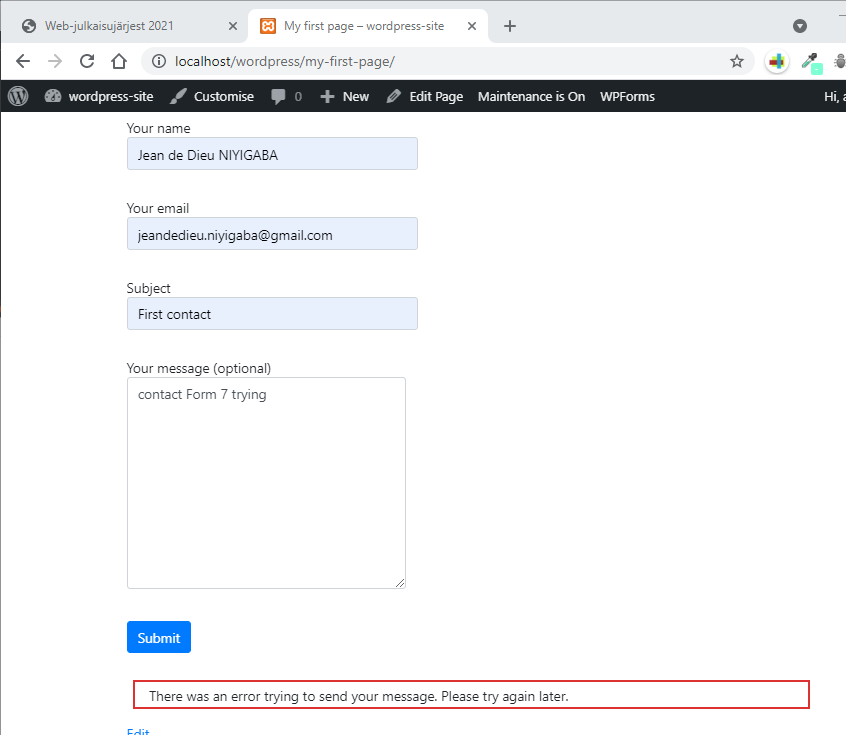 Web-julkaisujärjest 2021
My first page – wordpress-site
localhost/wordpress/my-first-page/
wordpress-site Customise 0 New Edit Page Maintenance is On WPForms Hi, a
Your name
Jean de Dieu NIYIGABA
Your email
jeandedieu.niyigaba@gmail.com
Subject
First contact
Your message (optional)
contact Form 7 trying
Submit
There was an error trying to send your message. Please try again later.
Edit